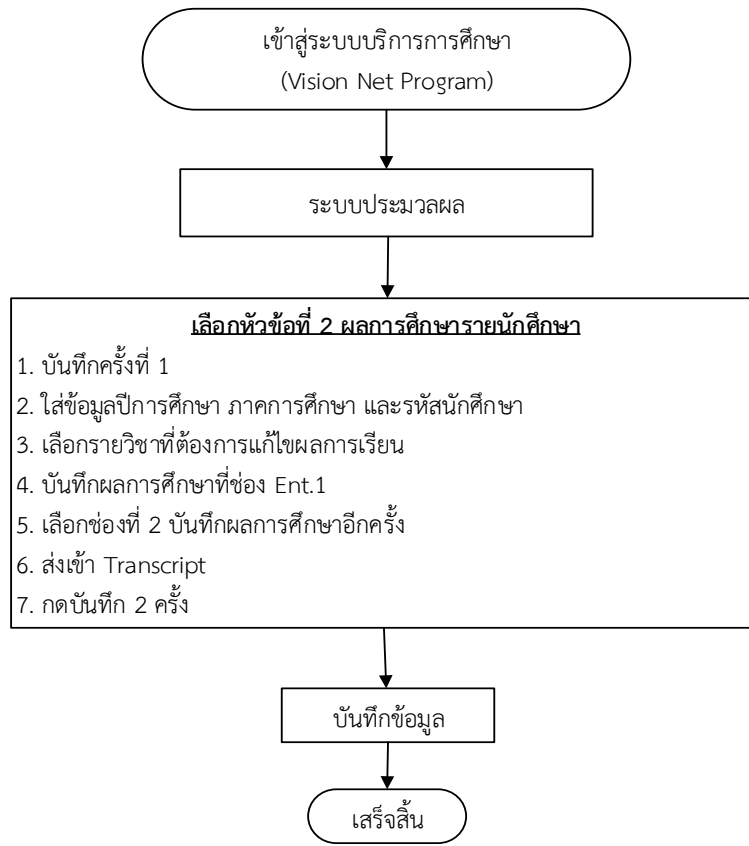 เข้าสู่ระบบบริการการศึกษา
(Vision Net Program)
ระบบประมวลผล
เลือกหัวข้อที่ 2 ผลการศึกษารายนักศึกษา
1. บันทึกครั้งที่ 1
2. ใส่ข้อมูลปีการศึกษา ภาคการศึกษา และรหัสนักศึกษา
3. เลือกรายวิชาที่ต้องการแก้ไขผลการเรียน
4. บันทึกผลการศึกษาที่ช่อง Ent.1
5. เลือกช่องที่ 2 บันทึกผลการศึกษาอีกครั้ง
6. ส่งเข้า Transcript
7. กดบันทึก 2 ครั้ง
บันทึกข้อมูล
เสร็จสิ้น